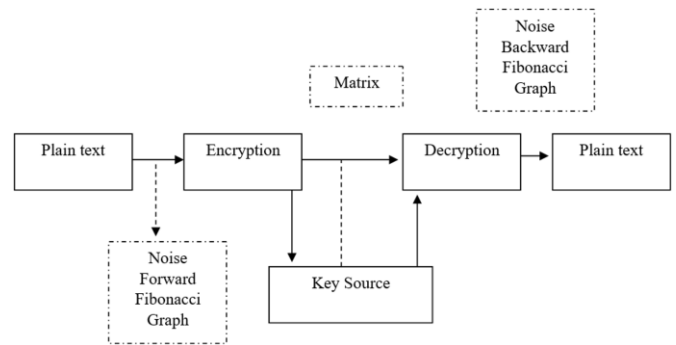 Noise
Backward
Fibonacci
Graph
Matrix
Plain text
Encryption
Decryption
Plain text
Noise
Forward
Fibonacci
Graph
Key Source